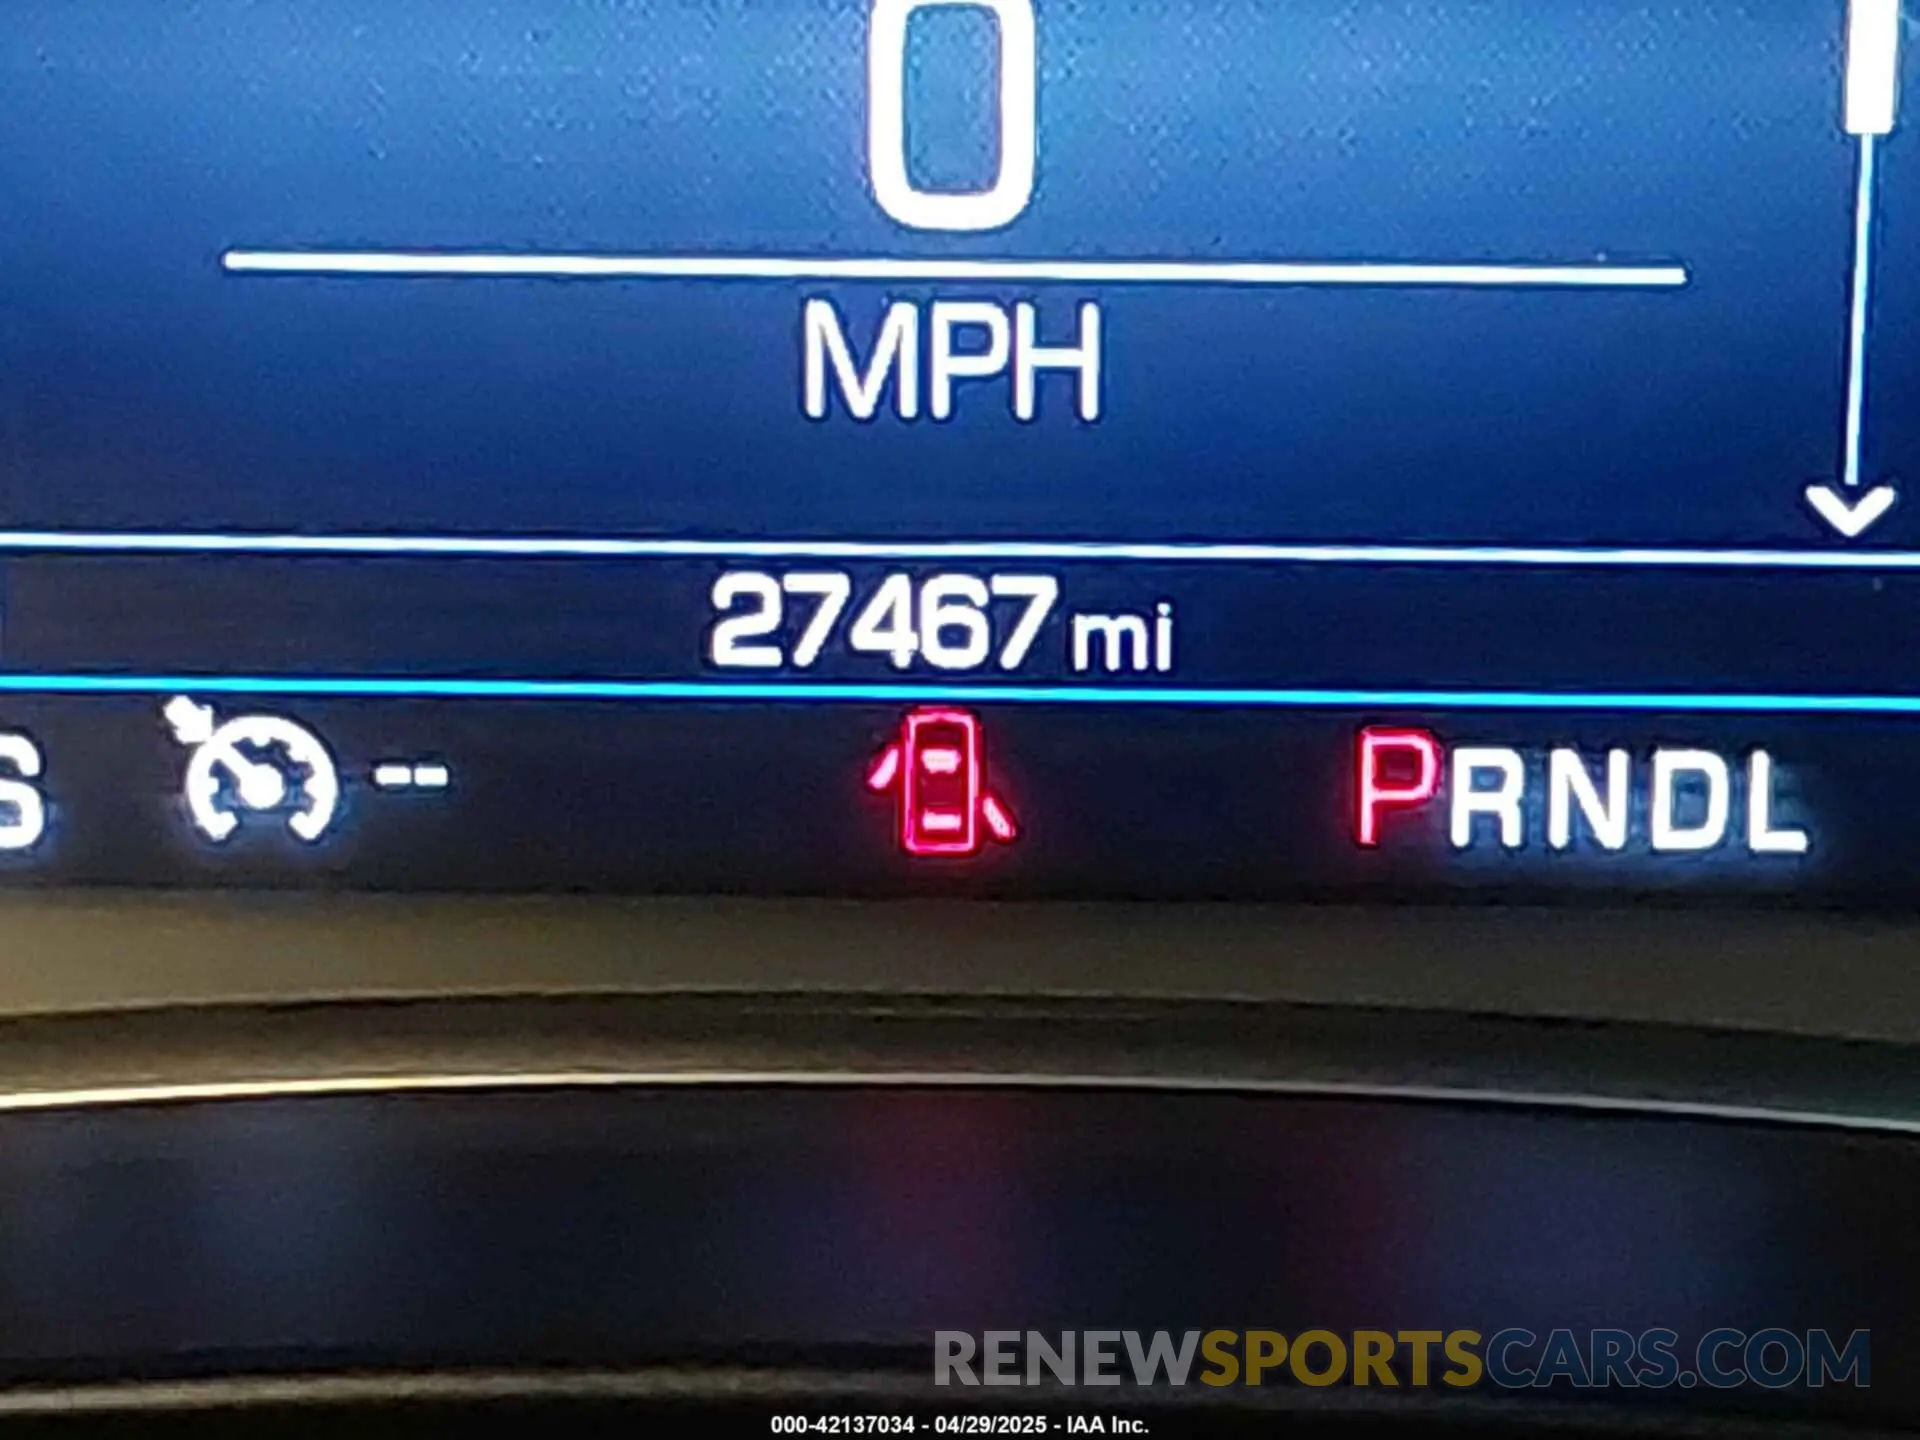 0
MPH
27467 mi
S -- PRNDL
RENEWSPORTSCARS.COM
000-42137034 - 04/29/2025 - IAA Inc.